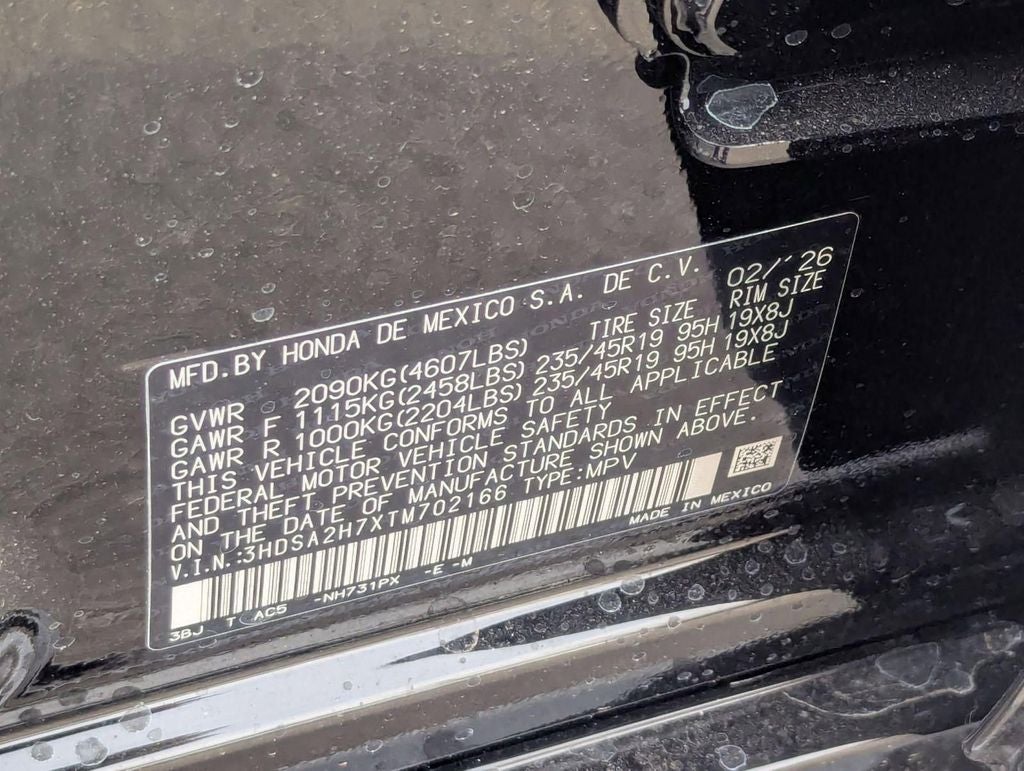 MFD.BY HONDA DE MEXICO S.A. DE C.V. 02/'26
TIRE SIZE RIM SIZE
GVWR 2090KG(4607LBS)
GAWR F 1115KG(2458LBS) 235/45R19 95H 19X8J
GAWR R 1000KG(2204LBS) 235/45R19 95H 19X8J
THIS VEHICLE CONFORMS TO ALL APPLICABLE
FEDERAL MOTOR VEHICLE SAFETY
AND THEFT PREVENTION STANDARDS IN EFFECT
ON THE DATE OF MANUFACTURE SHOWN ABOVE.
V.I.N.:3HDSA2H7XTM702166 TYPE:MPV
MADE IN MEXICO
3BJ T AC5 -NH731PX -E -M